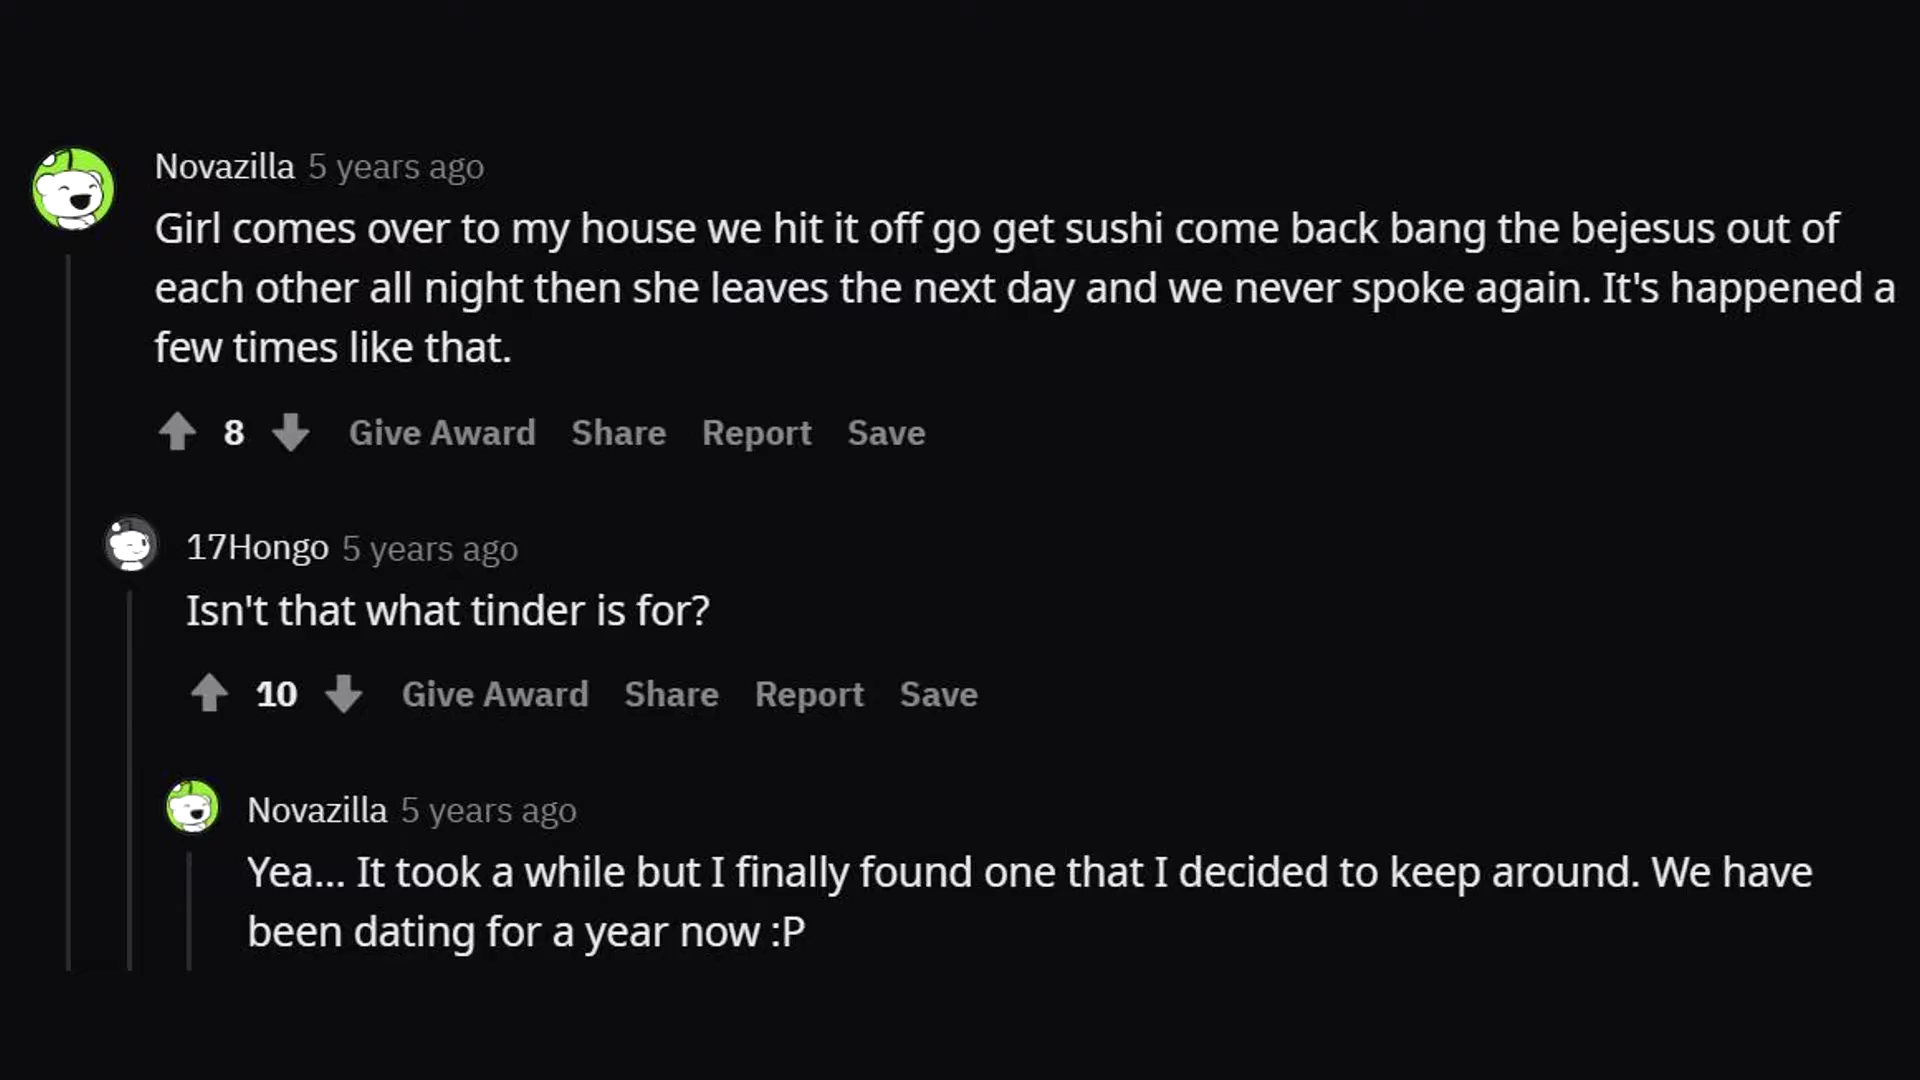 Novazilla 5 years ago
Girl comes over to my house we hit it off go get sushi come back bang the bejesus out of
each other all night then she leaves the next day and we never spoke again. It's happened a
few times like that.
8 Give Award Share Report Save
17Hongo 5 years ago
Isn't that what tinder is for?
10 Give Award Share Report Save
Novazilla 5 years ago
Yea... It took a while but I finally found one that I decided to keep around. We have
been dating for a year now :P